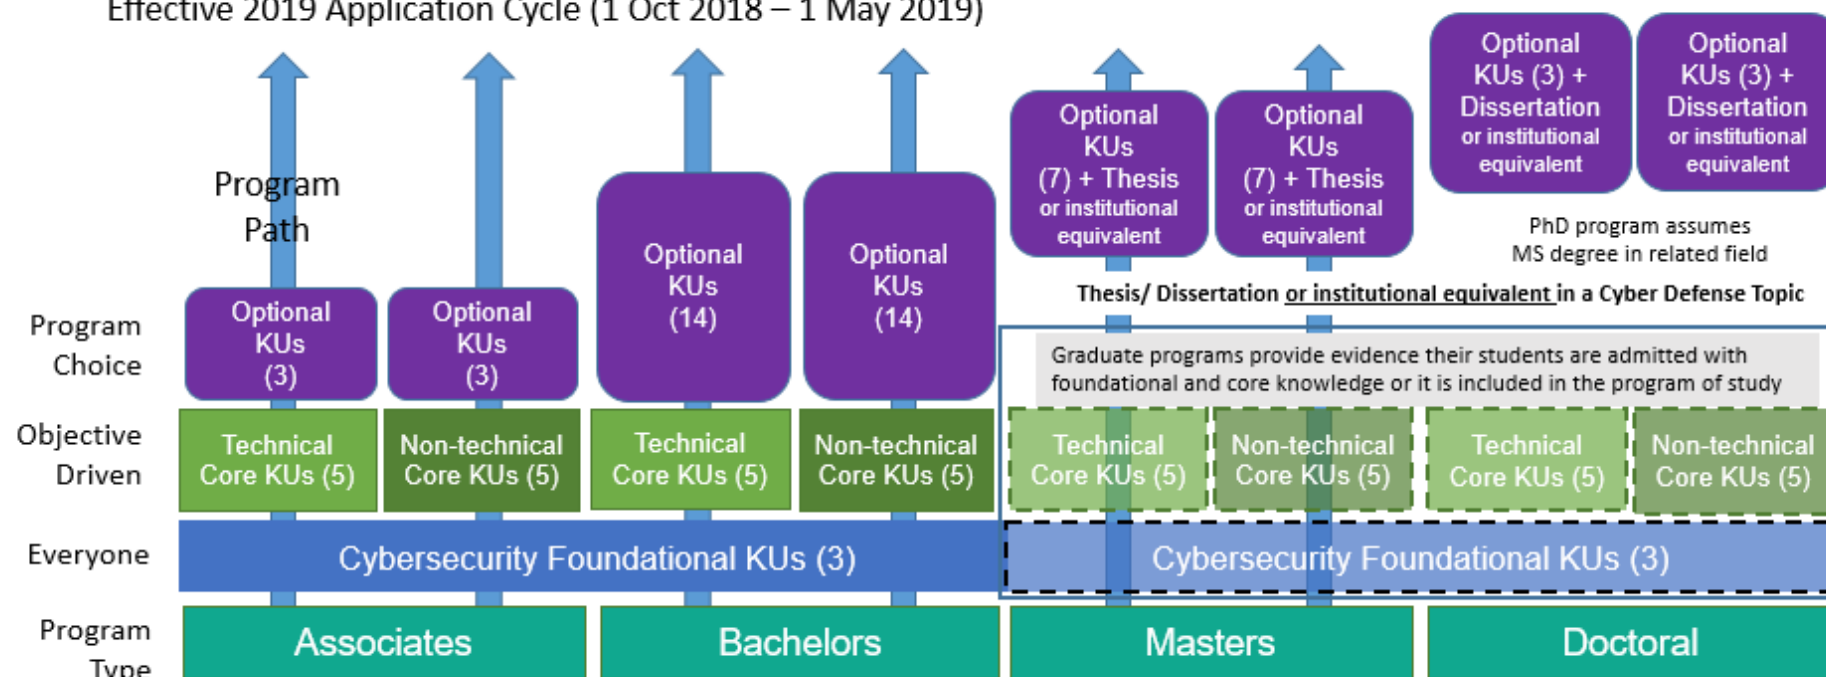 Effective 2019 Application Cycle (1 Oct 2018 – 1 May 2019)
Program
Path
Optional
KUs
(7) + Thesis
or institutional
equivalent
Optional
KUs
(7) + Thesis
or institutional
equivalent
Optional
KUs (3) +
Dissertation
or institutional
equivalent
Optional
KUs (3) +
Dissertation
or institutional
equivalent
PhD program assumes
MS degree in related field
Thesis/ Dissertation or institutional equivalent in a Cyber Defense Topic
Program
Choice
Optional
KUs
(3)
Optional
KUs
(3)
Optional
KUs
(14)
Optional
KUs
(14)
Graduate programs provide evidence their students are admitted with
foundational and core knowledge or it is included in the program of study
Objective
Driven
Technical
Core KUs (5)
Non-technical
Core KUs (5)
Technical
Core KUs (5)
Non-technical
Core KUs (5)
Technical
Core KUs (5)
Non-technical
Core KUs (5)
Technical
Core KUs (5)
Non-technical
Core KUs (5)
Everyone
Cybersecurity Foundational KUs (3)
Cybersecurity Foundational KUs (3)
Program
Type
Associates
Bachelors
Masters
Doctoral